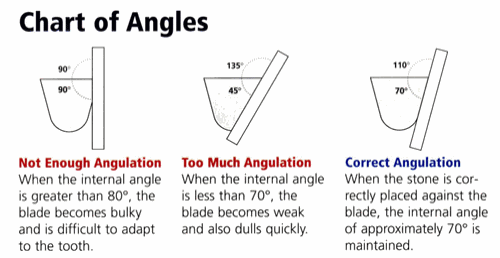 Chart of Angles
90°
90°
135°
45°
110°
70°
Not Enough Angulation
When the internal angle
is greater than 80°, the
blade becomes bulky
and is difficult to adapt
to the tooth.
Too Much Angulation
When the internal angle
is less than 70°, the
blade becomes weak
and also dulls quickly.
Correct Angulation
When the stone is cor-
rectly placed against the
blade, the internal angle
of approximately 70° is
maintained.